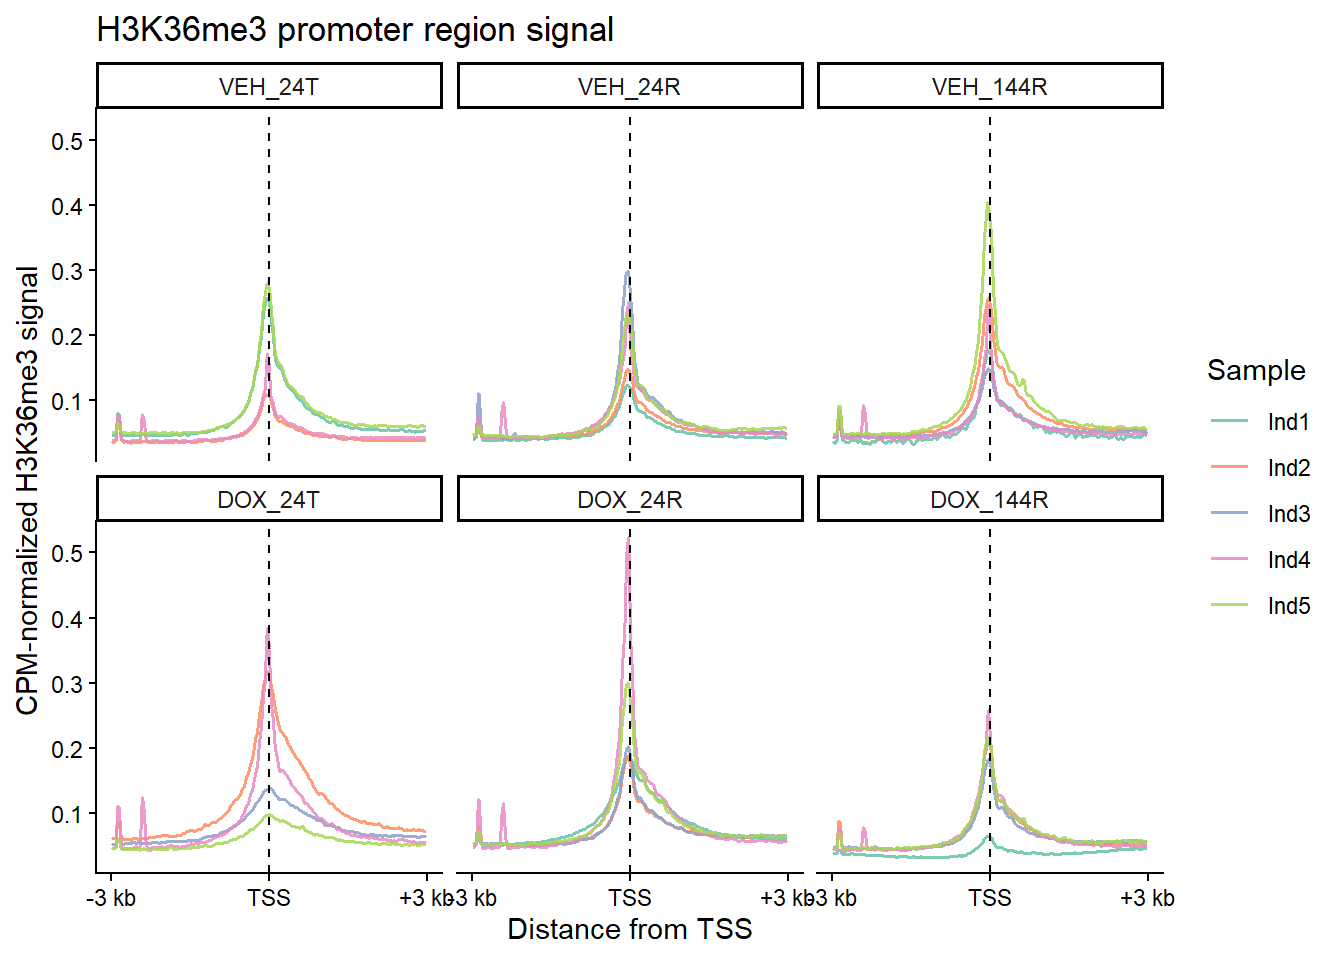 H3K36me3 promoter region signal
VEH_24T
VEH_24R
VEH_144R
0.5
0.4
0.3
0.2
0.1
CPM-normalized H3K36me3 signal
DOX_24T
DOX_24R
DOX_144R
0.5
0.4
0.3
0.2
0.1
-3 kb
TSS
+3 kb
-3 kb
TSS
+3 kb
-3 kb
TSS
+3 kb
Distance from TSS
Sample
Ind1
Ind2
Ind3
Ind4
Ind5